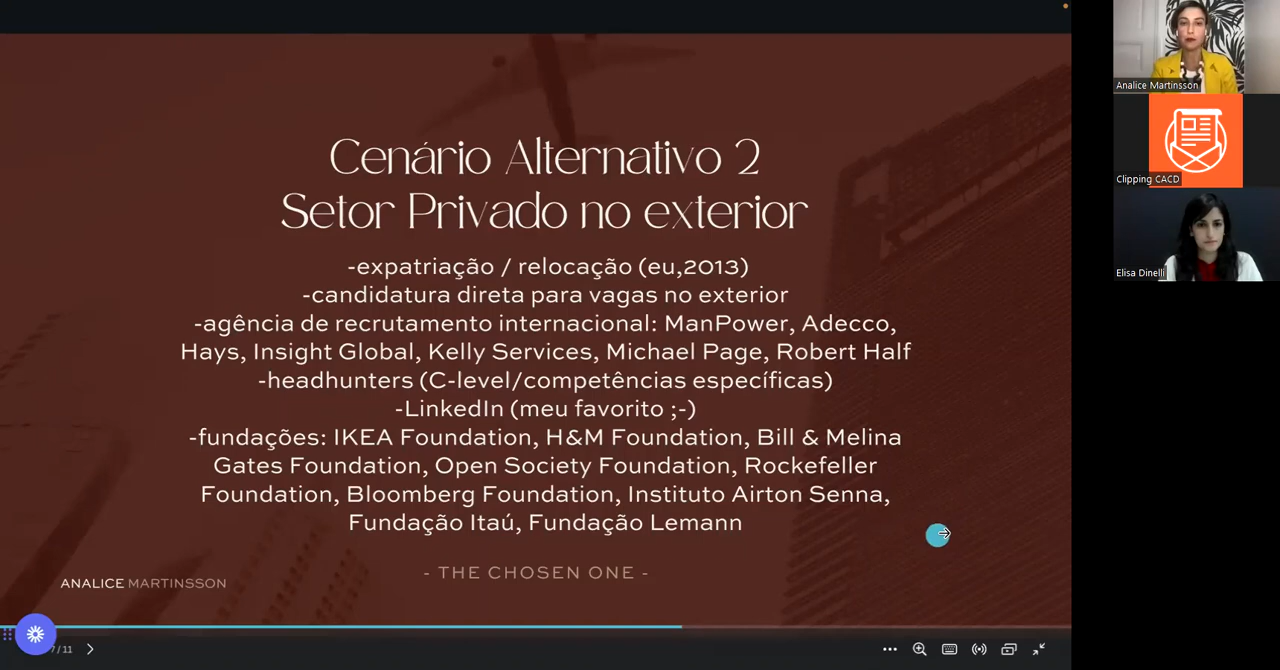 Cenário Alternativo 2
Setor Privado no exterior
-expatriação / relocação (eu,2013)
-candidatura direta para vagas no exterior
-agência de recrutamento internacional: ManPower, Adecco,
Hays, Insight Global, Kelly Services, Michael Page, Robert Half
-headhunters (C-level/competências específicas)
-LinkedIn (meu favorito ;-)
-fundações: IKEA Foundation, H&M Foundation, Bill & Melina
Gates Foundation, Open Society Foundation, Rockefeller
Foundation, Bloomberg Foundation, Instituto Airton Senna,
Fundação Itaú, Fundação Lemann
- THE CHOSEN ONE -
ANALICE MARTINSSON
7/11
Analice Martinsson
Clipping CACD
Elisa Dinelli